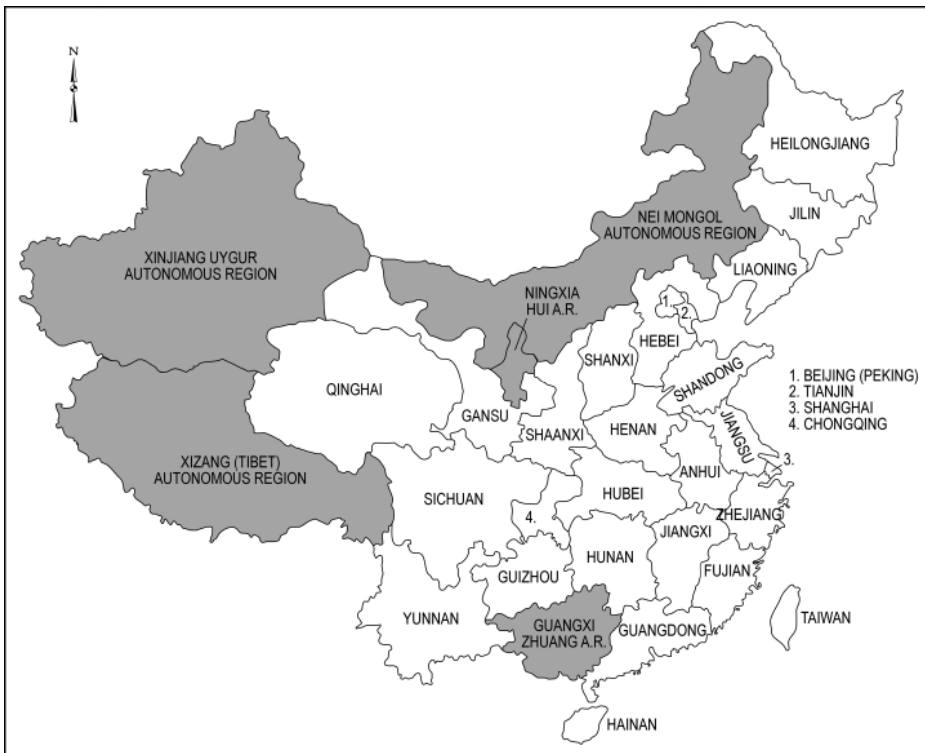 N
HEILONGJIANG
JILIN
NEI MONGOL
AUTONOMOUS REGION
LIAONING
XINJIANG UYGUR
AUTONOMOUS REGION
NINGXIA
HUI A.R.
1.
2.
HEBEI
SHANXI
SHANDONG
QINGHAI
GANSU
1. BEIJING (PEKING)
2. TIANJIN
3. SHANGHAI
4. CHONGQING
SHAANXI
HENAN
JIANGSU
3.
XIZANG (TIBET)
AUTONOMOUS REGION
ANHUI
SICHUAN
HUBEI
4.
ZHEJIANG
JIANGXI
HUNAN
GUIZHOU
FUJIAN
YUNNAN
GUANGXI
ZHUANG A.R.
GUANGDONG
TAIWAN
HAINAN